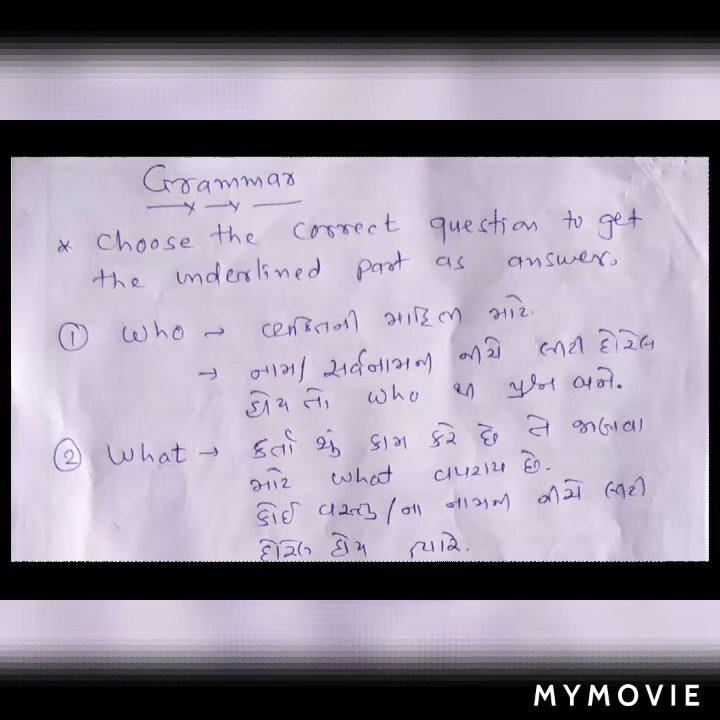 Grammar
* Choose the correct question to get
the underlined part as answer.
① Who → વ્યક્તિની માહિતી માટે.
→ નામ/ સર્વનામની નીચે લીટી દોરેલ
હોય તો who થી પ્રશ્ન બને.
② What → કર્તા શું કામ કરે છે તે જાણવા
માટે what વપરાય છે.
કોઈ વસ્તુ/ના નામની નીચે લીટી
દોરેલ હોય ત્યારે.
MYMOVIE